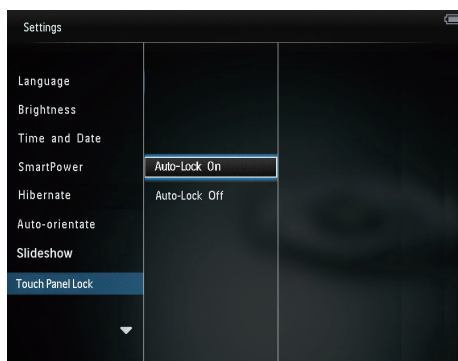 Settings
Language
Brightness
Time and Date
SmartPower
Auto-Lock On
Hibernate
Auto-Lock Off
Auto-orientate
Slideshow
Touch Panel Lock